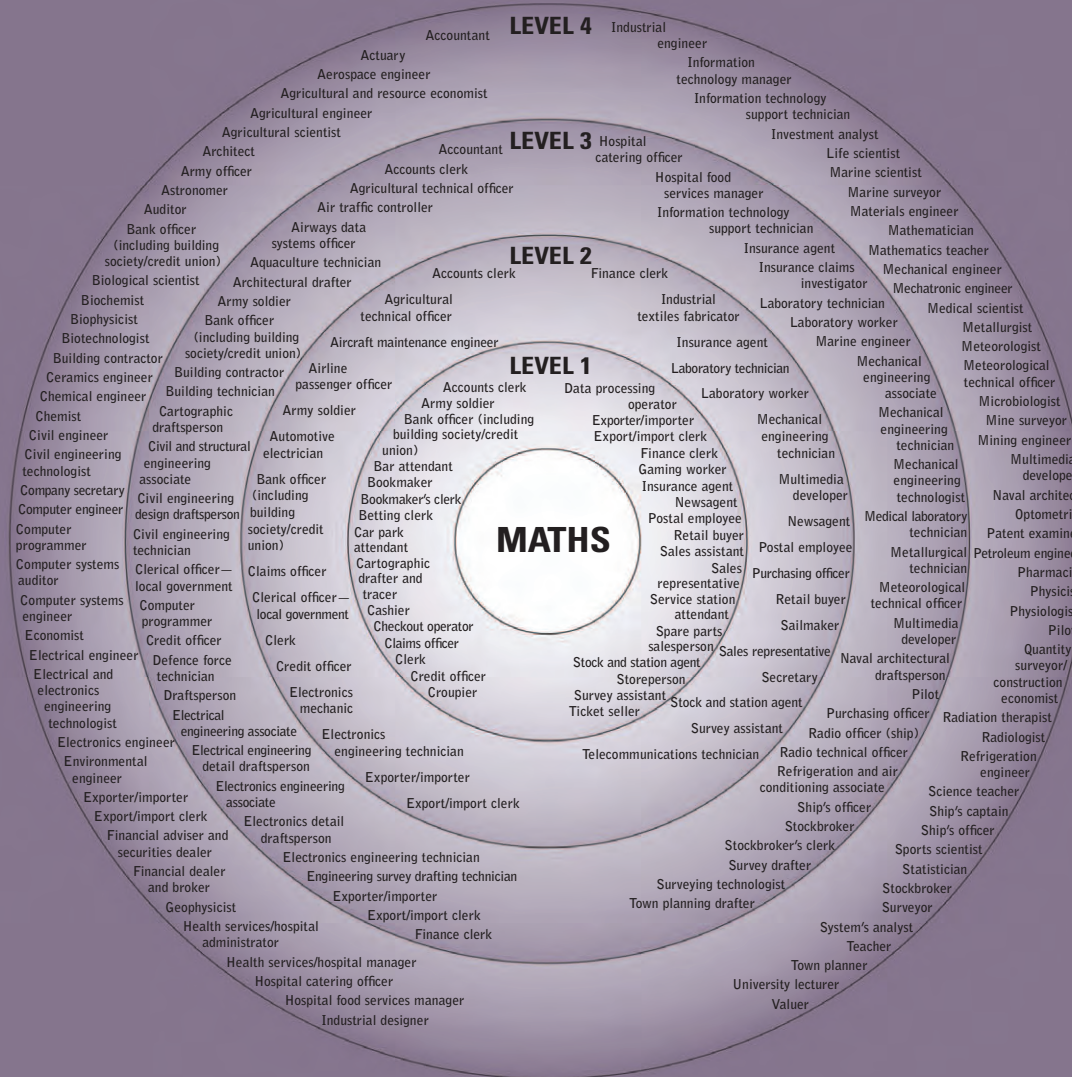 LEVEL 4
Accountant
Actuary
Aerospace engineer
Agricultural and resource economist
Agricultural engineer
Agricultural scientist
Architect
Army officer
Astronomer
Auditor
Bank officer
(including building
society/credit union)
Biological scientist
Biochemist
Biophysicist
Biotechnologist
Building contractor
Ceramics engineer
Chemical engineer
Chemist
Civil engineer
Civil engineering
technologist
Company secretary
Computer engineer
Computer
programmer
Computer systems
auditor
Computer systems
engineer
Economist
Electrical engineer
Electrical and
electronics
engineering
technologist
Electronics engineer
Environmental
engineer
Exporter/importer
Export/import clerk
Financial adviser and
securities dealer
Financial dealer
and broker
Geophysicist
Health services/hospital
administrator
Health services/hospital manager
Hospital catering officer
Hospital food services manager
Industrial designer
Industrial
engineer
Information
technology manager
Information technology
support technician
Investment analyst
Life scientist
Marine scientist
Marine surveyor
Materials engineer
Mathematician
Mathematics teacher
Mechanical engineer
Mechatronic engineer
Medical scientist
Metallurgist
Meteorologist
Meteorological
technical officer
Microbiologist
Mine surveyor
Mining engineer
Multimedia
develope
Naval architec
Optometri
Patent examine
Petroleum engine
Pharmaci
Physicis
Physiologis
Pilo
Quantity
surveyor/
construction
economist
Radiation therapist
Radiologist
Refrigeration
engineer
Science teacher
Ship's captain
Ship's officer
Sports scientist
Statistician
Stockbroker
Surveyor
System's analyst
Teacher
Town planner
University lecturer
Valuer
LEVEL 3
Accountant
Accounts clerk
Agricultural technical officer
Air traffic controller
Airways data
systems officer
Aquaculture technician
Architectural drafter
Army soldier
Bank officer
(including building
society/credit union)
Building contractor
Building technician
Cartographic
draftsperson
Civil and structural
engineering
associate
Civil engineering
design draftsperson
Civil engineering
technician
Clerical officer—
local government
Computer
programmer
Credit officer
Defence force
technician
Draftsperson
Electrical
engineering associate
Electrical engineering
detail draftsperson
Electronics engineering
associate
Electronics detail
draftsperson
Electronics engineering technician
Engineering survey drafting technician
Exporter/importer
Export/import clerk
Finance clerk
Hospital
catering officer
Hospital food
services manager
Information technology
support technician
Insurance agent
Insurance claims
investigator
Laboratory technician
Laboratory worker
Marine engineer
Mechanical
engineering
associate
Mechanical
engineering
technician
Mechanical
engineering
technologist
Medical laboratory
technician
Metallurgical
technician
Meteorological
technical officer
Multimedia
developer
Naval architectural
draftsperson
Pilot
Purchasing officer
Radio officer (ship)
Radio technical officer
Refrigeration and air
conditioning associate
Ship's officer
Stockbroker
Stockbroker's clerk
Survey drafter
Surveying technologist
Town planning drafter
LEVEL 2
Accounts clerk
Agricultural
technical officer
Aircraft maintenance engineer
Airline
passenger officer
Army soldier
Automotive
electrician
Bank officer
(including
building
society/credit
union)
Claims officer
Clerical officer—
local government
Clerk
Credit officer
Electronics
mechanic
Electronics
engineering technician
Exporter/importer
Export/import clerk
Finance clerk
Industrial
textiles fabricator
Insurance agent
Laboratory technician
Laboratory worker
Mechanical
engineering
technician
Multimedia
developer
Newsagent
Postal employee
Purchasing officer
Retail buyer
Sailmaker
Sales representative
Secretary
Stock and station agent
Survey assistant
Telecommunications technician
LEVEL 1
Accounts clerk
Army soldier
Bank officer (including
building society/credit
union)
Bar attendant
Bookmaker
Bookmaker's clerk
Betting clerk
Car park
attendant
Cartographic
drafter and
tracer
Cashier
Checkout operator
Claims officer
Clerk
Credit officer
Croupier
Data processing
operator
Exporter/importer
Export/import clerk
Finance clerk
Gaming worker
Insurance agent
Newsagent
Postal employee
Retail buyer
Sales assistant
Sales
representative
Service station
attendant
Spare parts
salesperson
Stock and station agent
Storeperson
Survey assistant
Ticket seller
MATHS